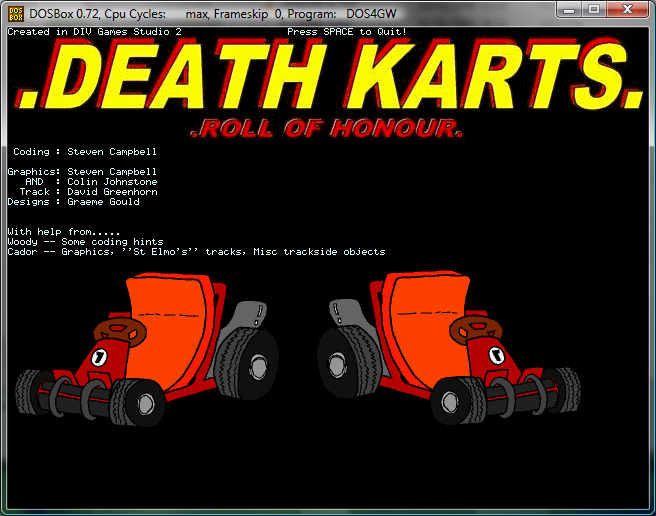 DOSBox 0.72, Cpu Cycles: max, Frameskip 0, Program: DOS4GW
Created in DIV Games Studio 2 Press SPACE to Quit!
.DEATH KARTS.
.ROLL OF HONOUR.
Coding : Steven Campbell
Graphics: Steven Campbell
AND : Colin Johnstone
Track : David Greenhorn
Designs : Graeme Gould
With help from.....
Woody -- Some coding hints
Cador -- Graphics, ''St Elmo's'' tracks, Misc trackside objects
1
1